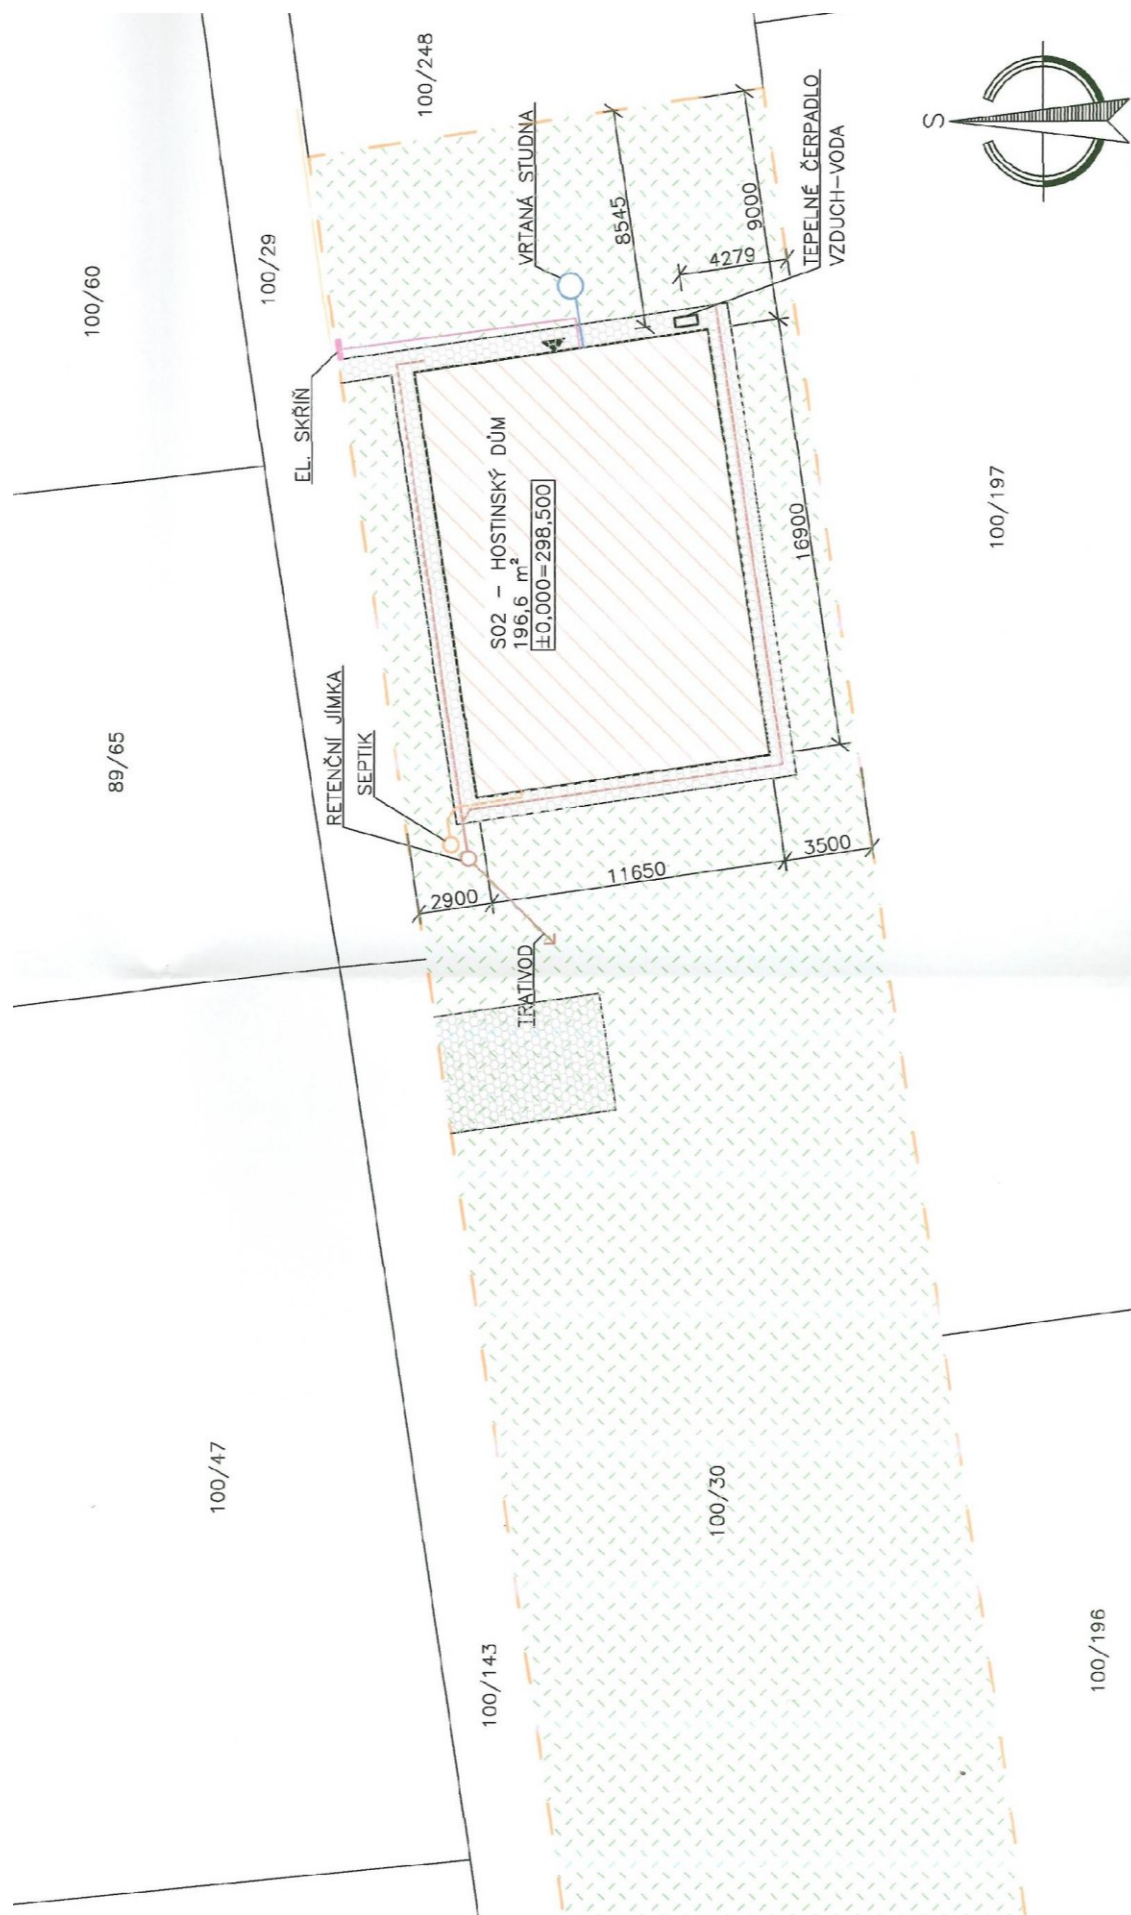 100/248
100/60
100/29
VRTANÁ STUDNA
S
8545
9000
4279
TEPELNÉ ČERPADLO
VZDUCH-VODA
EL. SKŘÍŇ
SO2 - HOSTINSKÝ DŮM
196,6 m²
±0,000=298,500
16900
100/197
89/65
RETENČNÍ JÍMKA
SEPTIK
2900
11650
3500
TRATIVOD
100/47
100/30
100/143
100/196